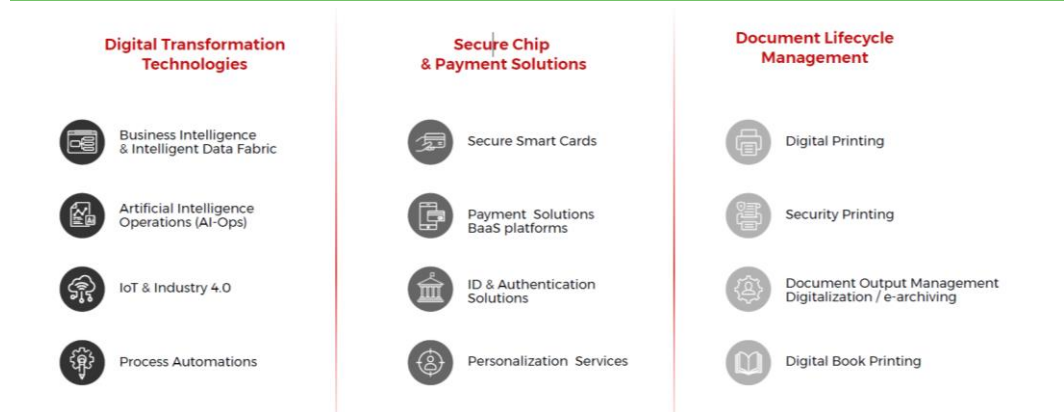 Digital Transformation
Technologies
Business Intelligence
& Intelligent Data Fabric
Artificial Intelligence
Operations (AI-Ops)
IoT & Industry 4.0
Process Automations
Secure Chip
& Payment Solutions
Secure Smart Cards
Payment Solutions
BaaS platforms
ID & Authentication
Solutions
Personalization Services
Document Lifecycle
Management
Digital Printing
Security Printing
Document Output Management
Digitalization / e-archiving
Digital Book Printing